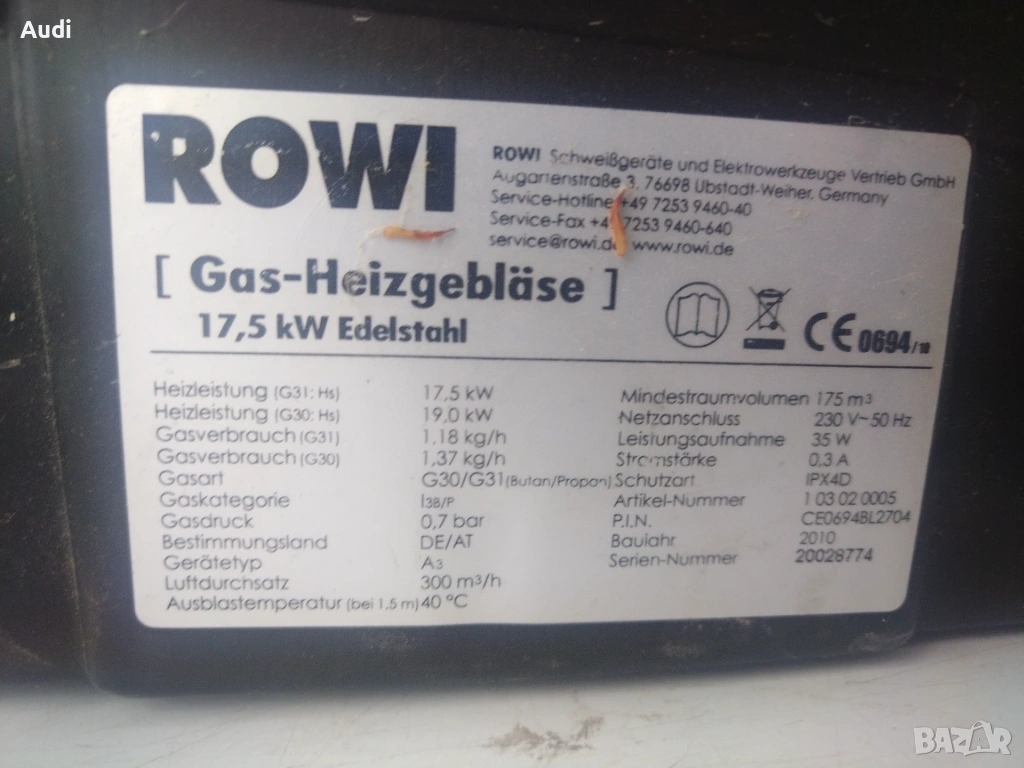 Audi
ROWI
ROWI Schweißgeräte und Elektrowerkzeuge Vertrieb GmbH
Augartenstraße 3, 76698 Ubstadt-Weiher, Germany
Service-Hotline +49 7253 9460-40
Service-Fax +49 7253 9460-640
service@rowi.de www.rowi.de
[ Gas-Heizgebläse ]
17,5 kW Edelstahl
CE 0694/10
Heizleistung (G31: Hs) 17,5 kW
Heizleistung (G30: Hs) 19,0 kW
Gasverbrauch (G31) 1,18 kg/h
Gasverbrauch (G30) 1,37 kg/h
Gasart G30/G31 (Butan/Propan)
Gaskategorie I3B/P
Gasdruck 0,7 bar
Bestimmungsland DE/AT
Gerätetyp A3
Luftdurchsatz 300 m³/h
Ausblastemperatur (bei 1,5 m) 40 °C
Mindestraumvolumen 175 m³
Netzanschluss 230 V~ 50 Hz
Leistungsaufnahme 35 W
Stromstärke 0,3 A
Schutzart IPX4D
Artikel-Nummer 1 03 02 0005
P.I.N. CE0694BL2704
Baujahr 2010
Serien-Nummer 20028774
BAZAR